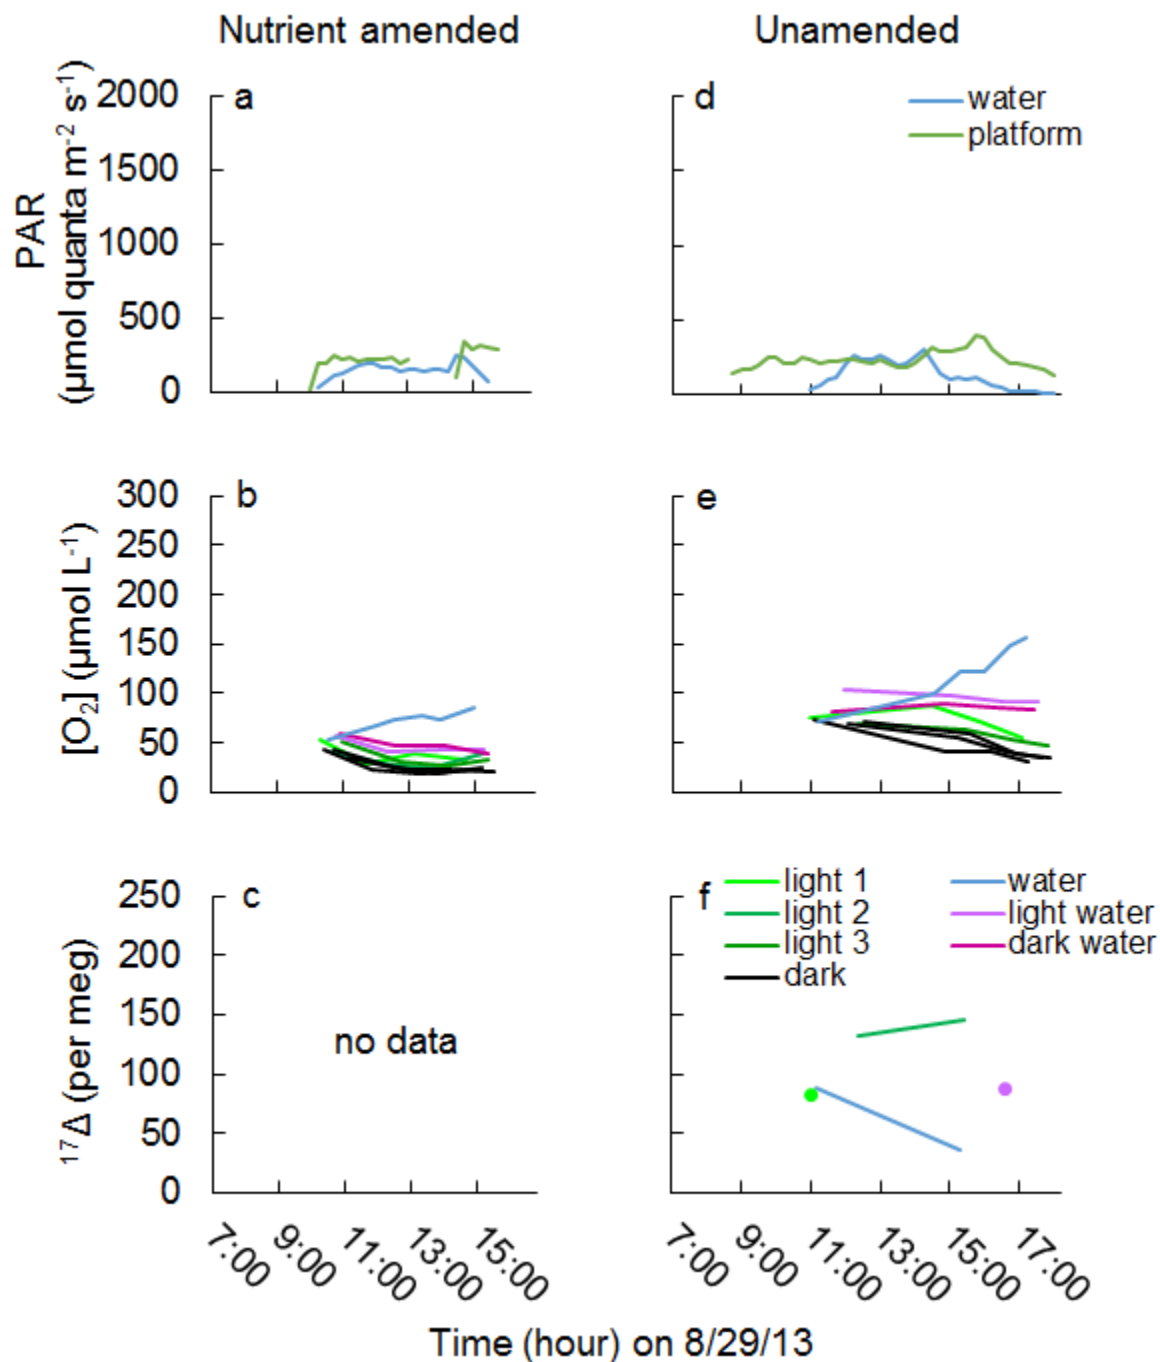 Nutrient amended
Unamended
PAR
(µmol quanta m⁻² s⁻¹)
2000
1500
1000
500
0
a
d
water
platform
[O₂] (µmol L⁻¹)
300
250
200
150
100
50
0
b
e
¹⁷Δ (per meg)
250
200
150
100
50
0
c
no data
f
light 1
light 2
light 3
dark
water
light water
dark water
7:00
9:00
11:00
13:00
15:00
7:00
9:00
11:00
13:00
15:00
17:00
Time (hour) on 8/29/13